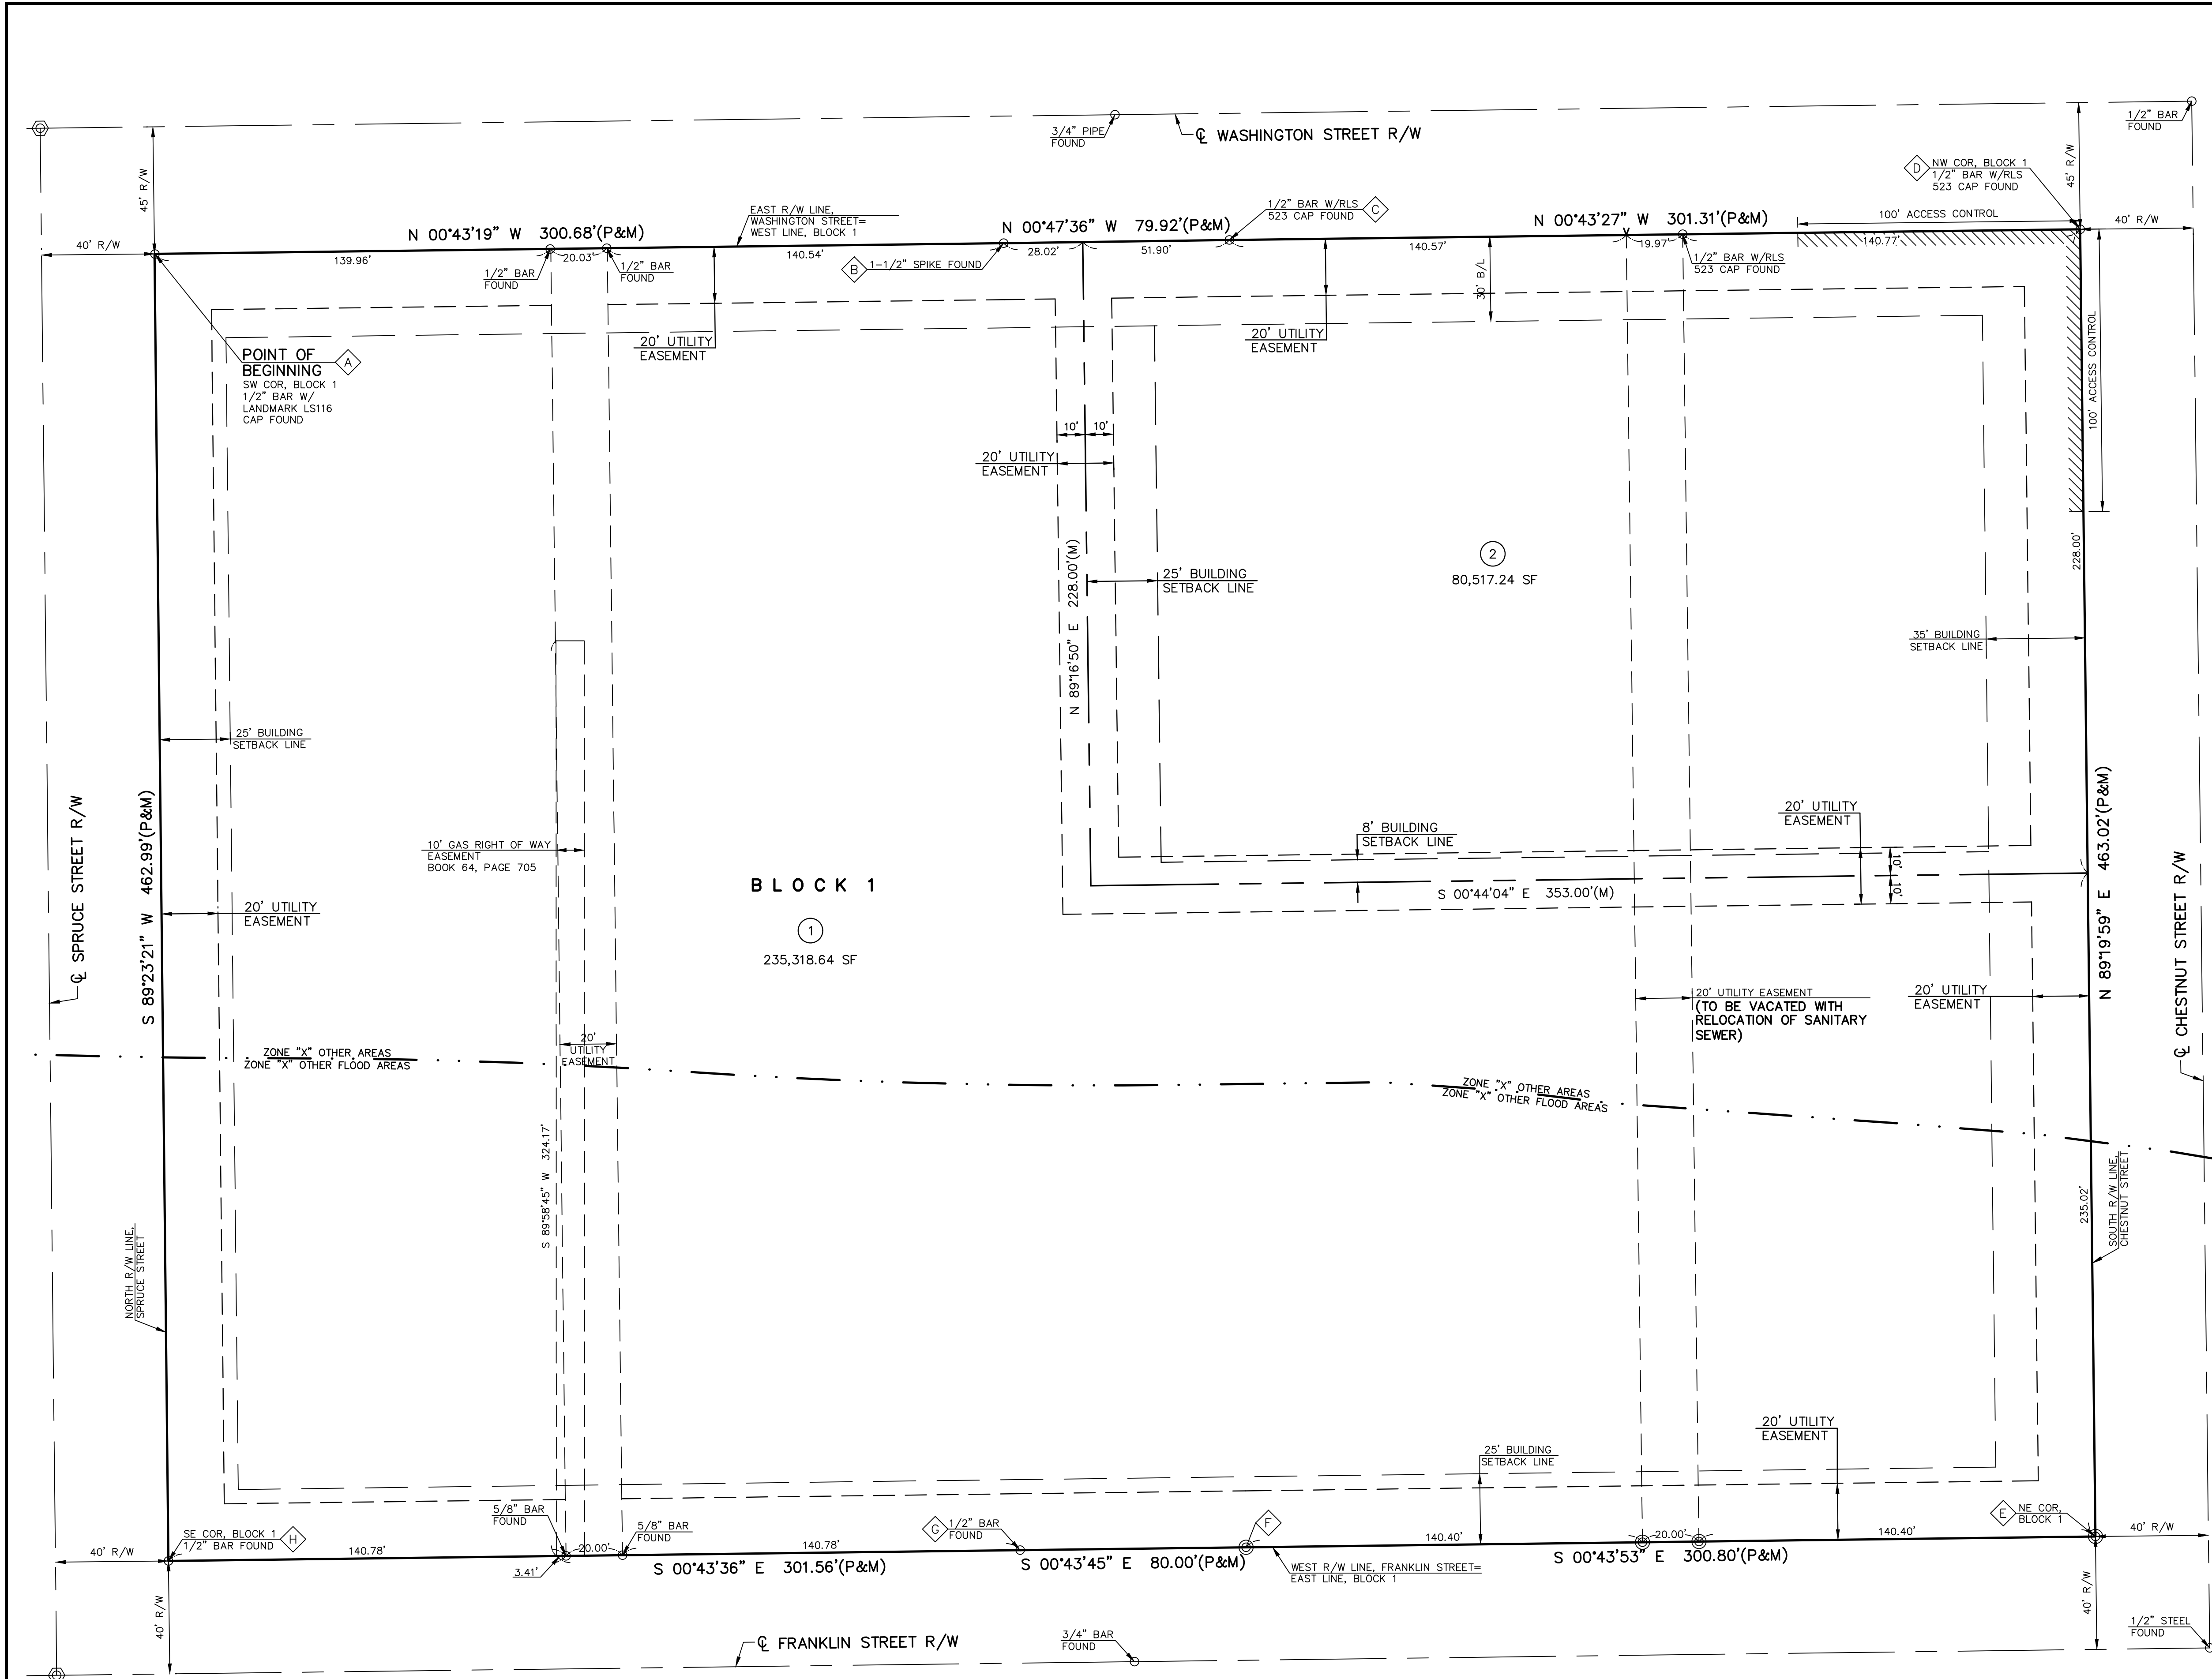 1/2" BAR
FOUND
3/4" PIPE
FOUND
℄ WASHINGTON STREET R/W
45' R/W
45' R/W
D
NW COR, BLOCK 1
1/2" BAR W/RLS
523 CAP FOUND
40' R/W
N 00°43'19" W 300.68'(P&M)
EAST R/W LINE,
WASHINGTON STREET=
WEST LINE, BLOCK 1
N 00°47'36" W 79.92'(P&M)
1/2" BAR W/RLS
523 CAP FOUND
C
N 00°43'27" W 301.31'(P&M)
100' ACCESS CONTROL
40' R/W
139.96'
1/2" BAR
FOUND
20.03'
1/2" BAR
FOUND
140.54'
B
1-1/2" SPIKE FOUND
28.02'
51.90'
140.57'
30' B/L
19.97'
1/2" BAR W/RLS
523 CAP FOUND
140.77'
100' ACCESS CONTROL
POINT OF
BEGINNING
A
SW COR, BLOCK 1
1/2" BAR W/
LANDMARK LS116
CAP FOUND
20' UTILITY
EASEMENT
20' UTILITY
EASEMENT
10'
10'
20' UTILITY
EASEMENT
N 89°16'50" E 228.00'(M)
25' BUILDING
SETBACK LINE
2
80,517.24 SF
228.00'
35' BUILDING
SETBACK LINE
25' BUILDING
SETBACK LINE
℄ SPRUCE STREET R/W
S 89°23'21" W 462.99'(P&M)
10' GAS RIGHT OF WAY
EASEMENT
BOOK 64, PAGE 705
20' UTILITY
EASEMENT
BLOCK 1
1
235,318.64 SF
8' BUILDING
SETBACK LINE
20' UTILITY
EASEMENT
10'
10'
S 00°44'04" E 353.00'(M)
N 89°19'59" E 463.02'(P&M)
℄ CHESTNUT STREET R/W
20' UTILITY EASEMENT
(TO BE VACATED WITH
RELOCATION OF SANITARY
SEWER)
20' UTILITY
EASEMENT
ZONE "X" OTHER AREAS
ZONE "X" OTHER FLOOD AREAS
20'
UTILITY
EASEMENT
ZONE "X" OTHER AREAS
ZONE "X" OTHER FLOOD AREAS
S 89°58'45" W 324.17'
NORTH R/W LINE,
SPRUCE STREET
235.02'
SOUTH R/W LINE,
CHESTNUT STREET
20' UTILITY
EASEMENT
25' BUILDING
SETBACK LINE
SE COR, BLOCK 1
1/2" BAR FOUND
H
5/8" BAR
FOUND
5/8" BAR
FOUND
G
1/2" BAR
FOUND
F
E
NE COR,
BLOCK 1
40' R/W
140.78'
3.41'
20.00'
140.78'
140.40'
20.00'
140.40'
40' R/W
S 00°43'36" E 301.56'(P&M)
S 00°43'45" E 80.00'(P&M)
WEST R/W LINE, FRANKLIN STREET=
EAST LINE, BLOCK 1
S 00°43'53" E 300.80'(P&M)
40' R/W
40' R/W
℄ FRANKLIN STREET R/W
3/4" BAR
FOUND
1/2" STEEL
FOUND